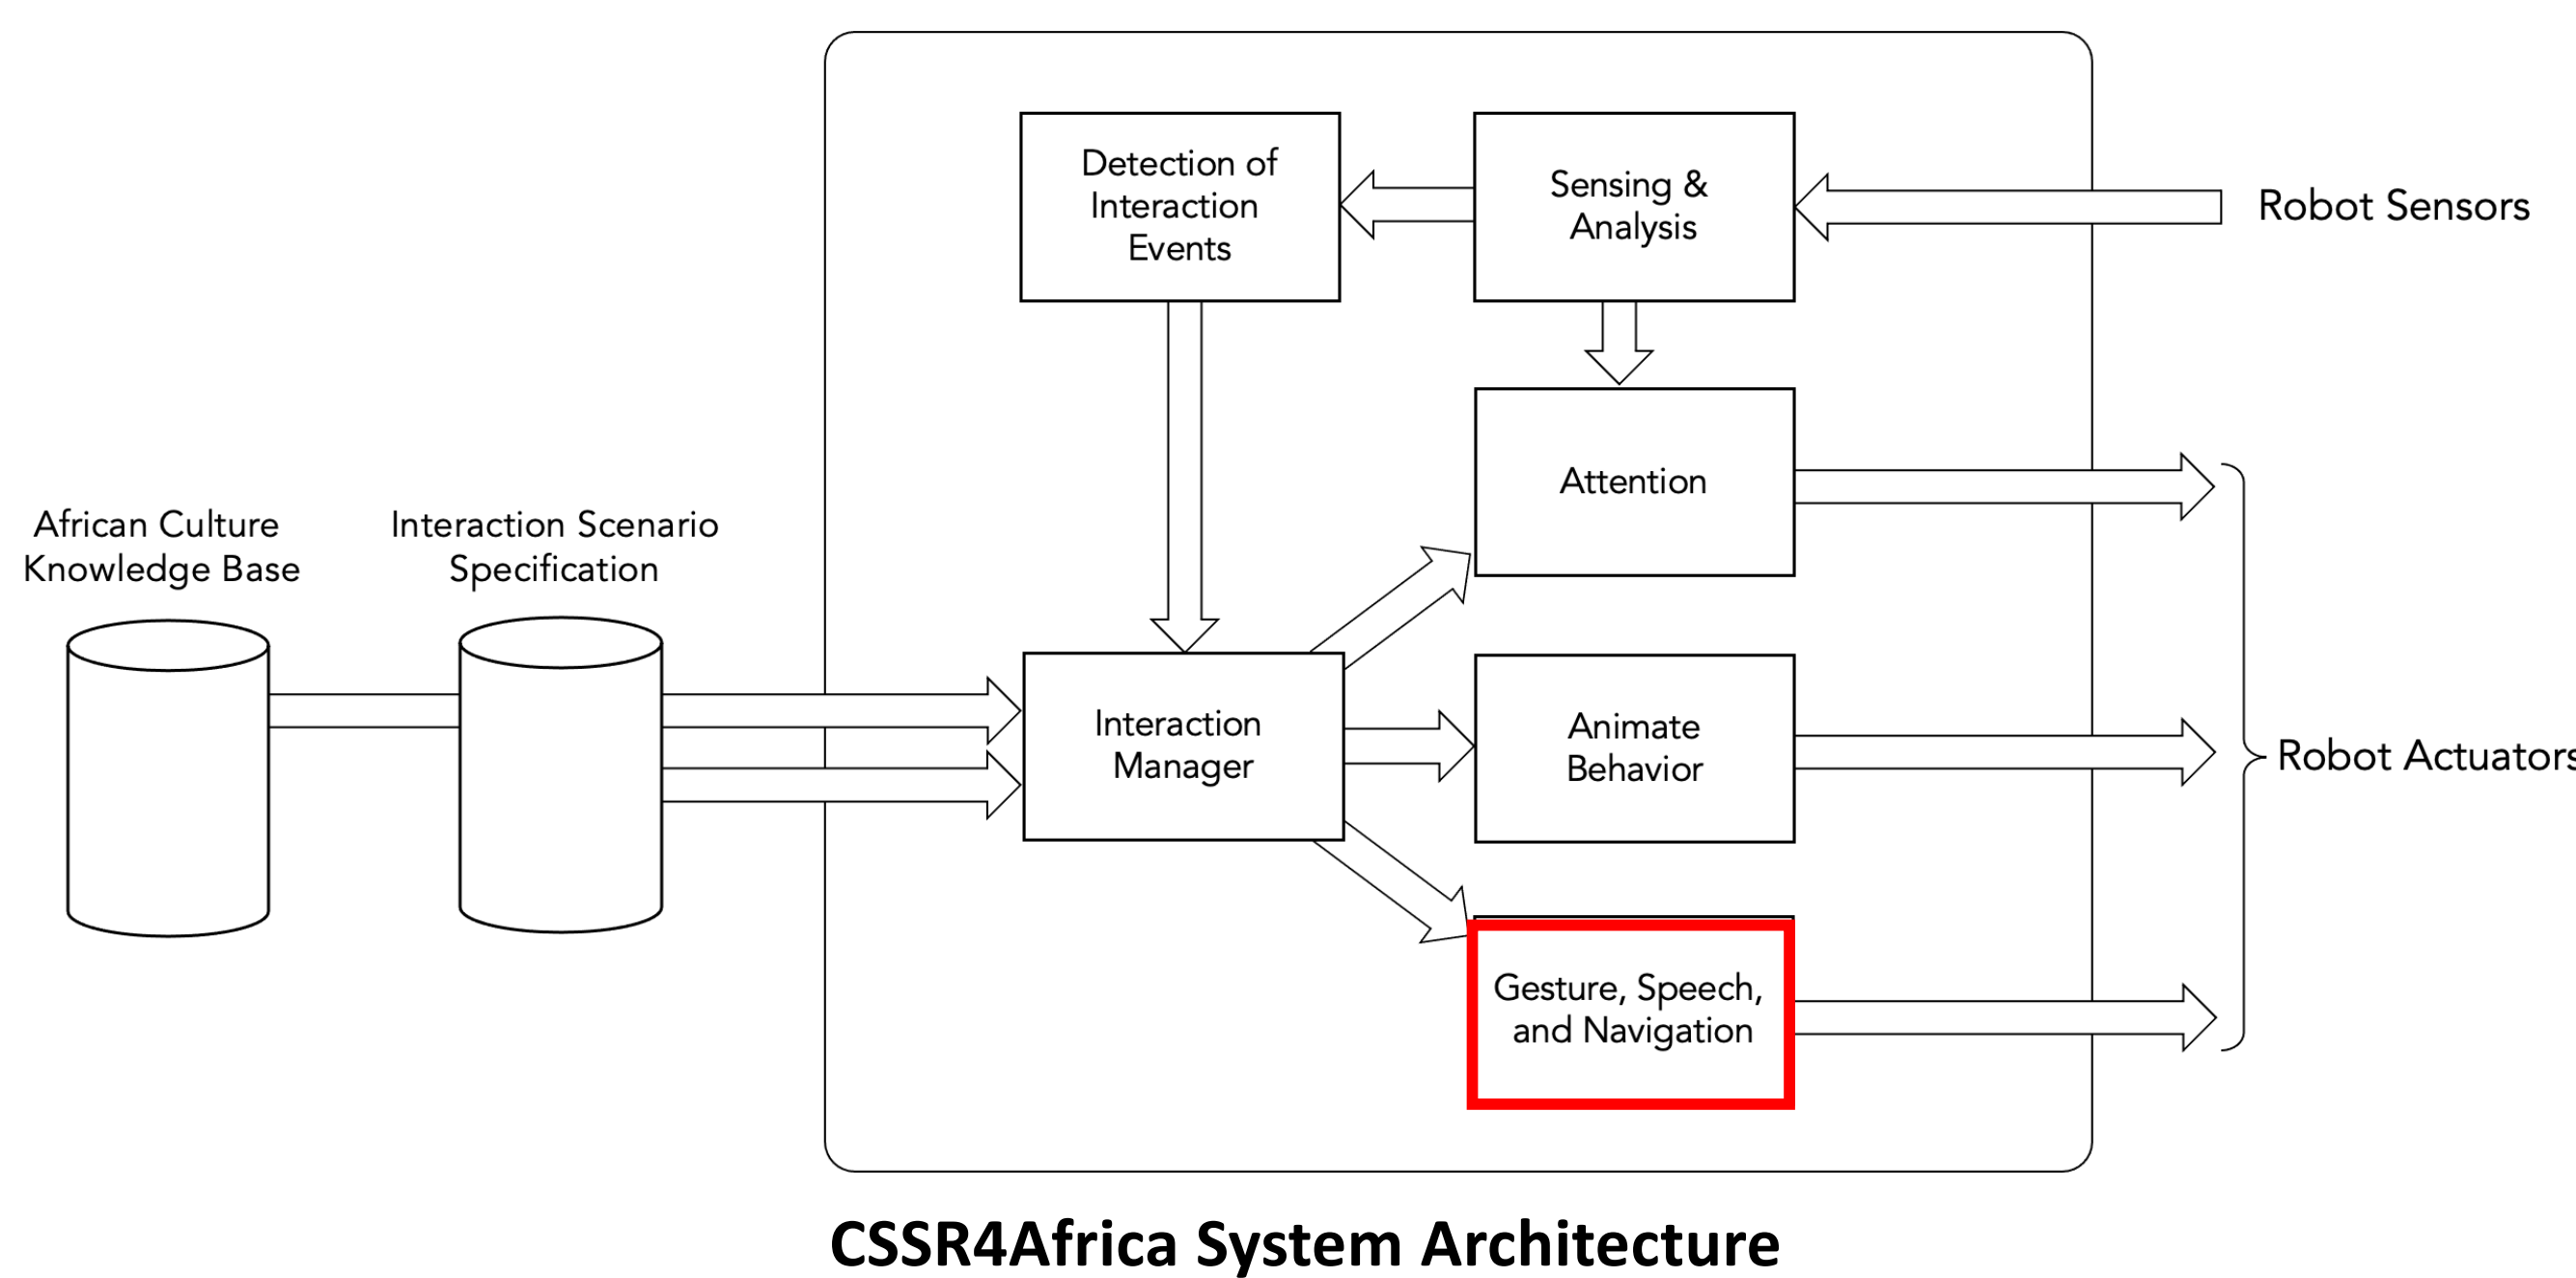 Detection of
Interaction
Events
Sensing &
Analysis
Robot Sensors
Attention
African Culture
Knowledge Base
Interaction Scenario
Specification
Interaction
Manager
Animate
Behavior
Robot Actuators
Gesture, Speech,
and Navigation
CSSR4Africa System Architecture